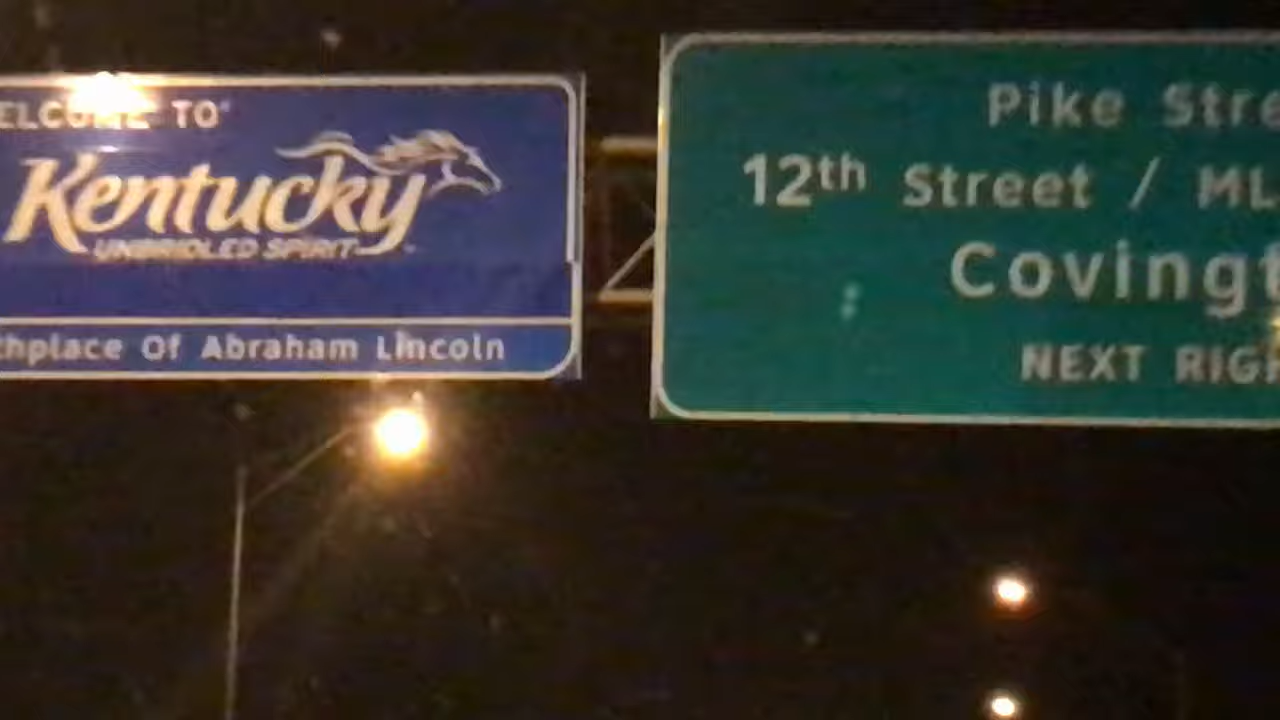 ELCOME TO
Kentucky
UNBRIDLED SPIRIT
thplace Of Abraham Lincoln
Pike Stre
12th Street / ML
Covingt
NEXT RIGH